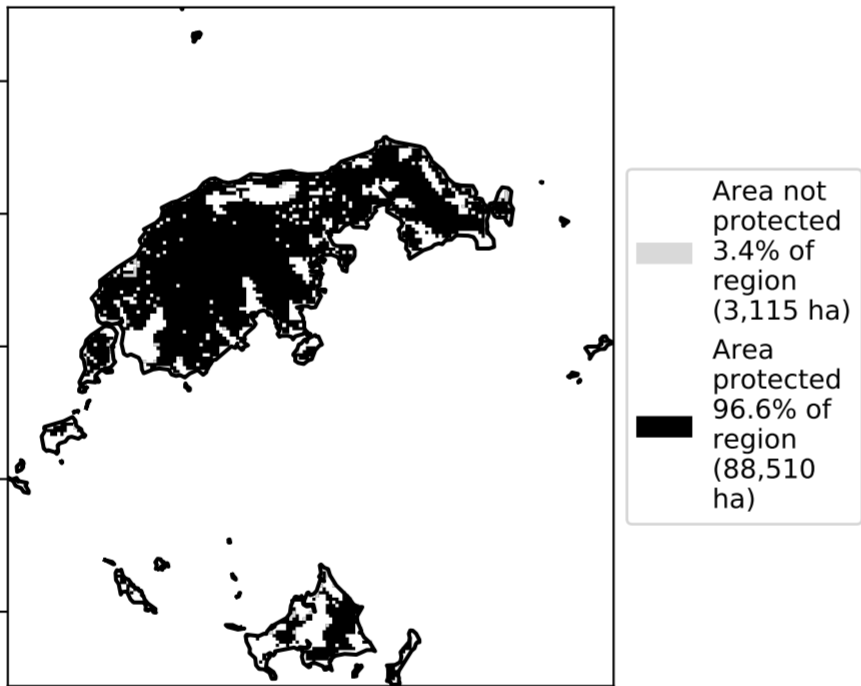 Area not
protected
3.4% of
region
(3,115 ha)
Area
protected
96.6% of
region
(88,510
ha)